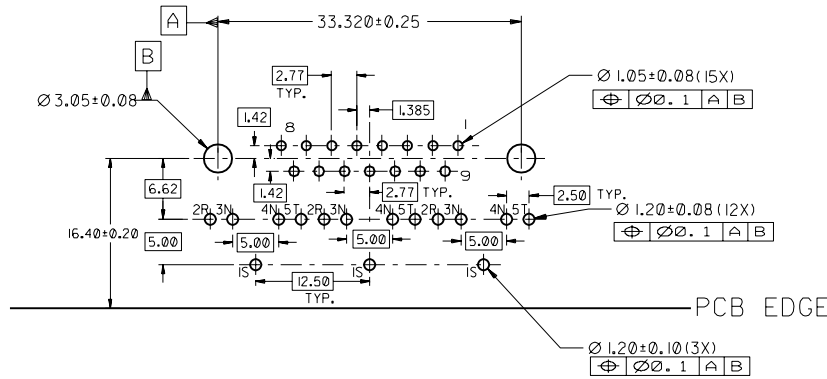 A
33.320±0.25
B
2.77
TYP.
Ø 1.05±0.08(15X)
⌖ Ø0.1 A B
Ø 3.05±0.08
1.42
1.385
8
1
9
6.62
1.42
2.77 TYP.
2.50 TYP.
2R 3N 4N 5T 2R 3N 4N 5T 2R 3N 4N 5T
Ø 1.20±0.08(12X)
⌖ Ø0.1 A B
16.40±0.20
5.00
5.00
5.00
5.00
1S
1S
1S
12.50
TYP.
PCB EDGE
Ø 1.20±0.10(3X)
⌖ Ø0.1 A B